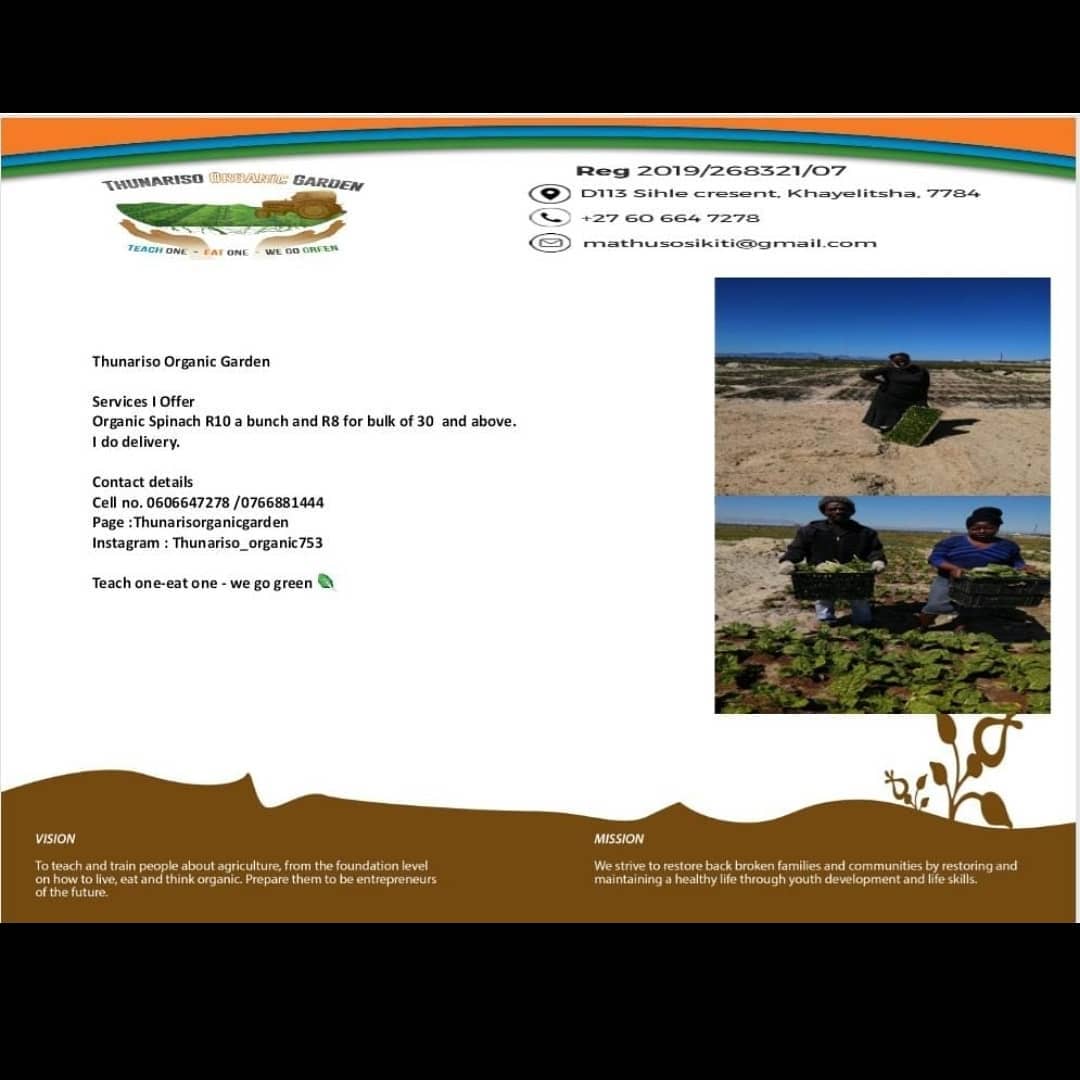 THUNARISO ORGANIC GARDEN
TEACH ONE - EAT ONE - WE GO GREEN
Reg 2019/268321/07
D113 Sihle cresent, Khayelitsha, 7784
+27 60 664 7278
mathusosikiti@gmail.com
Thunariso Organic Garden
Services I Offer
Organic Spinach R10 a bunch and R8 for bulk of 30 and above.
I do delivery.
Contact details
Cell no. 0606647278 /0766881444
Page :Thunarisorganicgarden
Instagram : Thunariso_organic753
Teach one-eat one - we go green
VISION
To teach and train people about agriculture, from the foundation level
on how to live, eat and think organic. Prepare them to be entrepreneurs
of the future.
MISSION
We strive to restore back broken families and communities by restoring and
maintaining a healthy life through youth development and life skills.